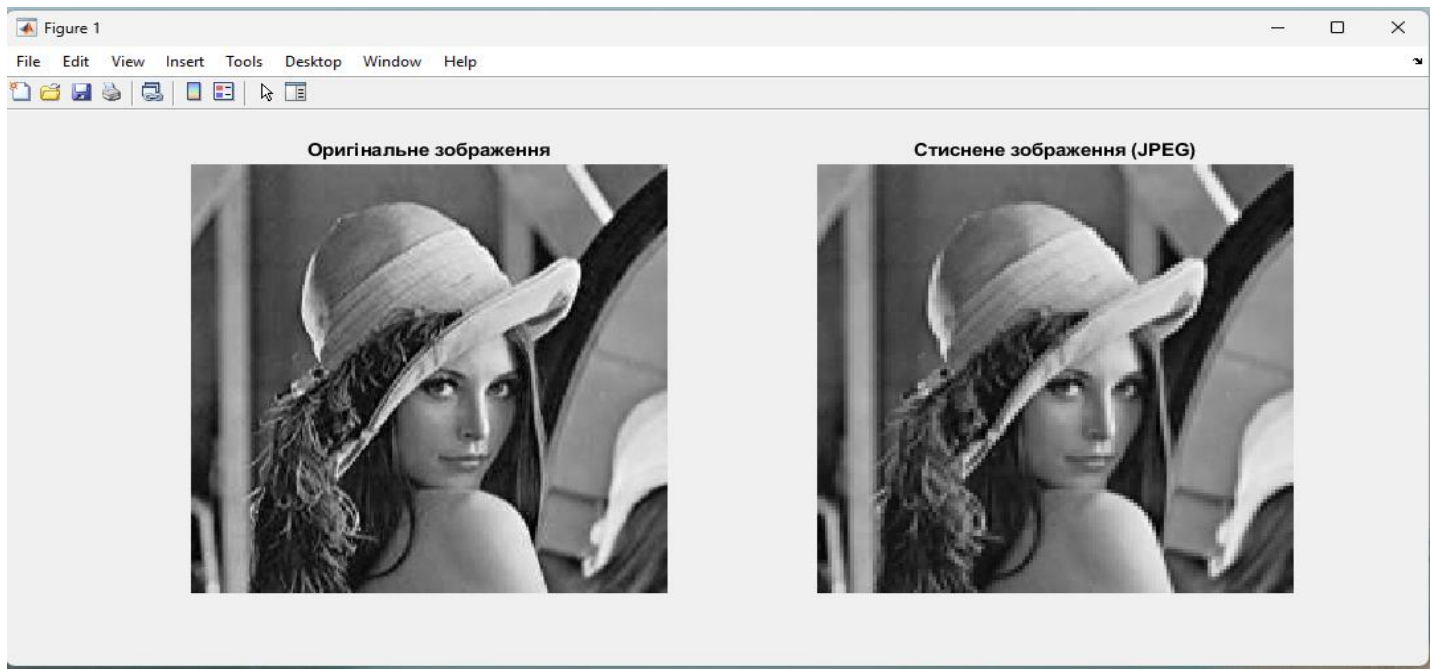 Figure 1
File Edit View Insert Tools Desktop Window Help
Оригінальне зображення
Стиснене зображення (JPEG)